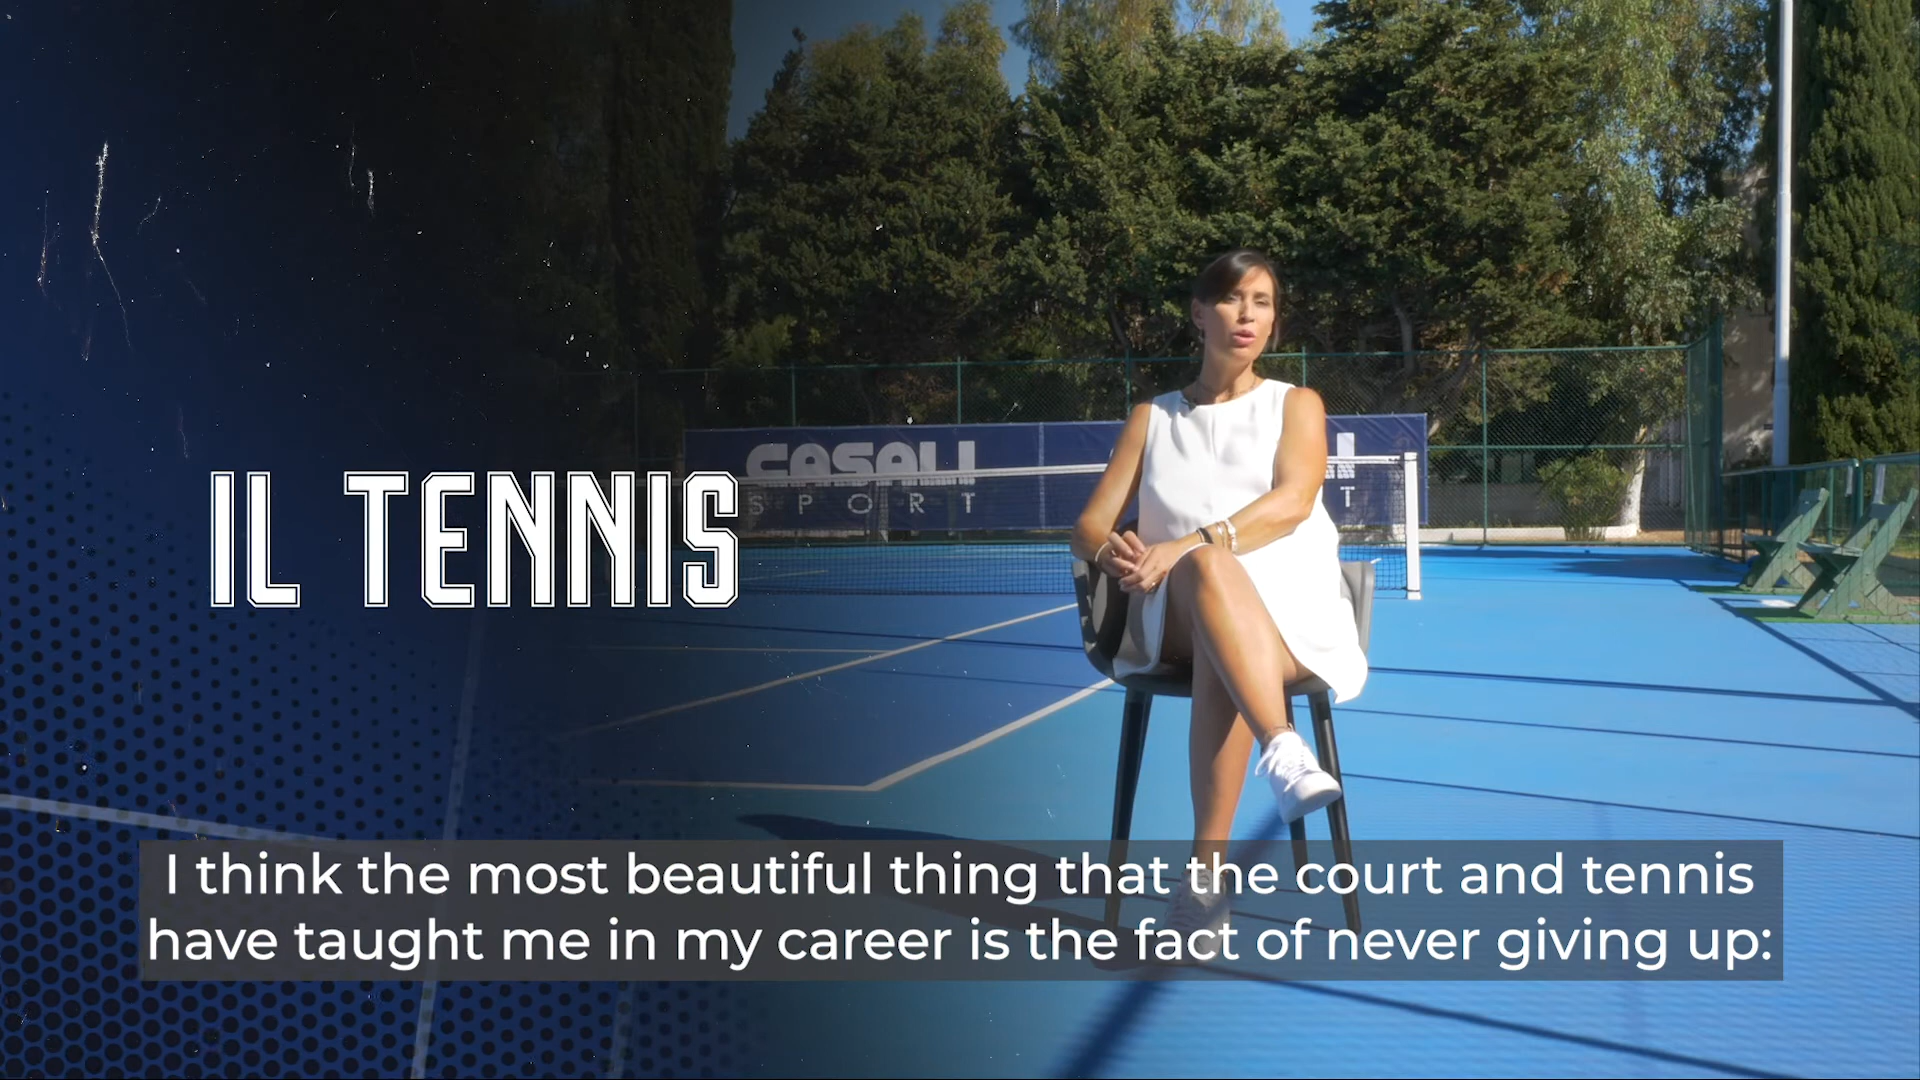 CASALI
SPORT
T
IL TENNIS
I think the most beautiful thing that the court and tennis
have taught me in my career is the fact of never giving up: